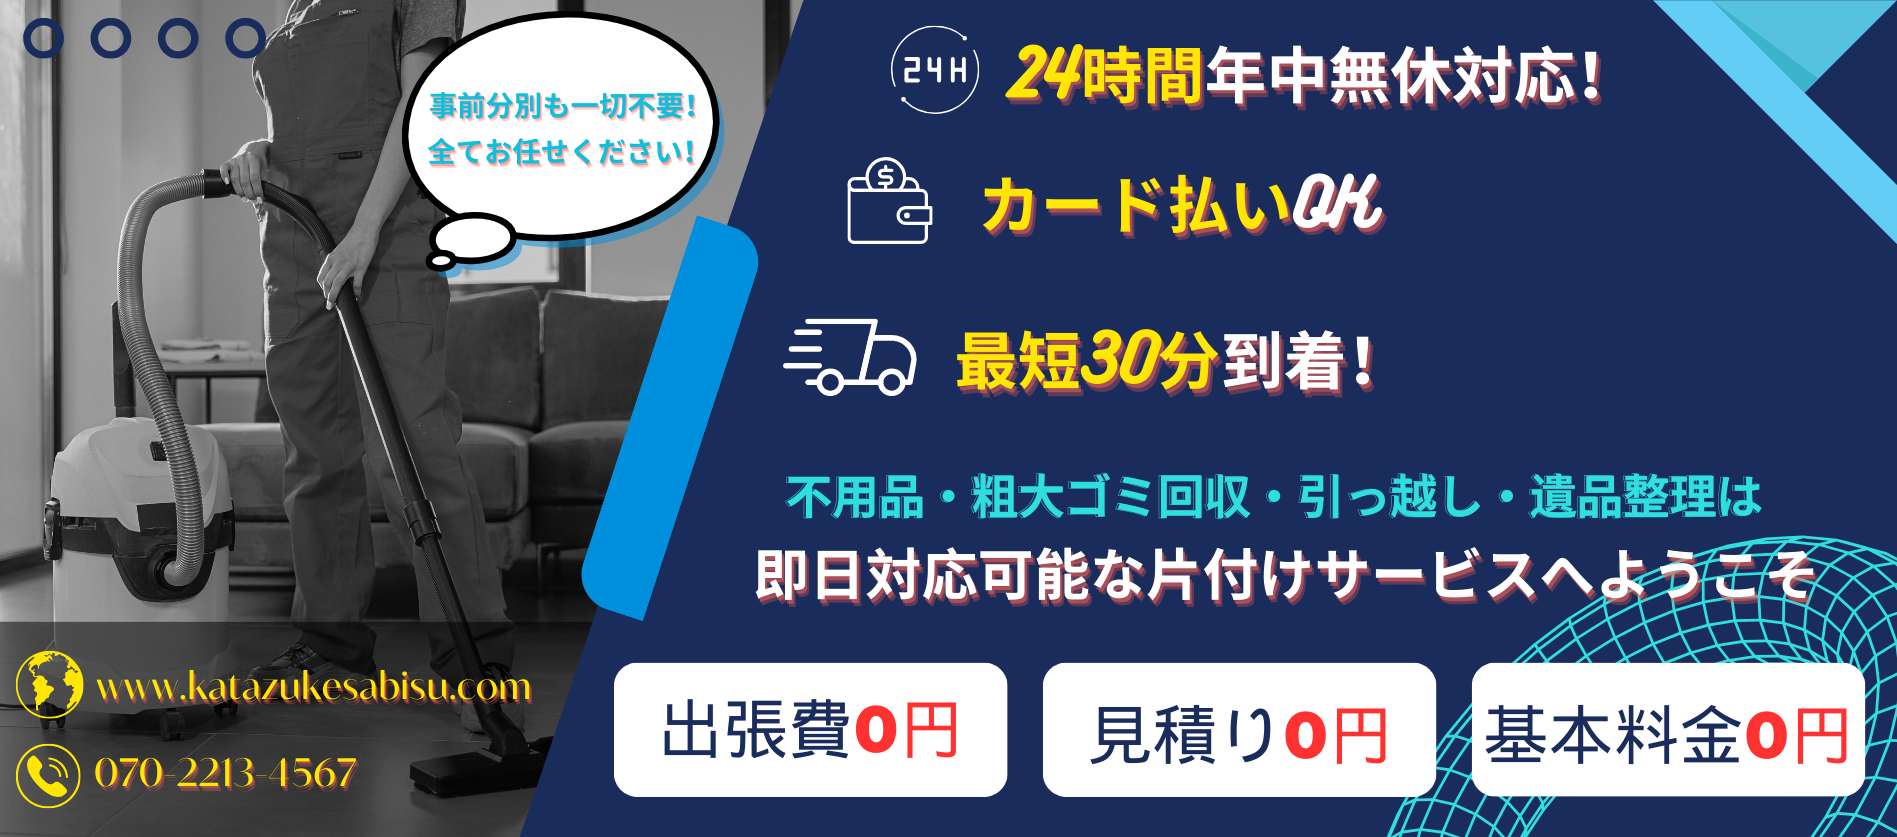 事前分別も一切不要！
全てお任せください！
24H
24時間年中無休対応！
$
カード払いOK
最短30分到着！
不用品・粗大ゴミ回収・引っ越し・遺品整理は
即日対応可能な片付けサービスへようこそ
www.katazukesabisu.com
070-2213-4567
出張費0円
見積り0円
基本料金0円